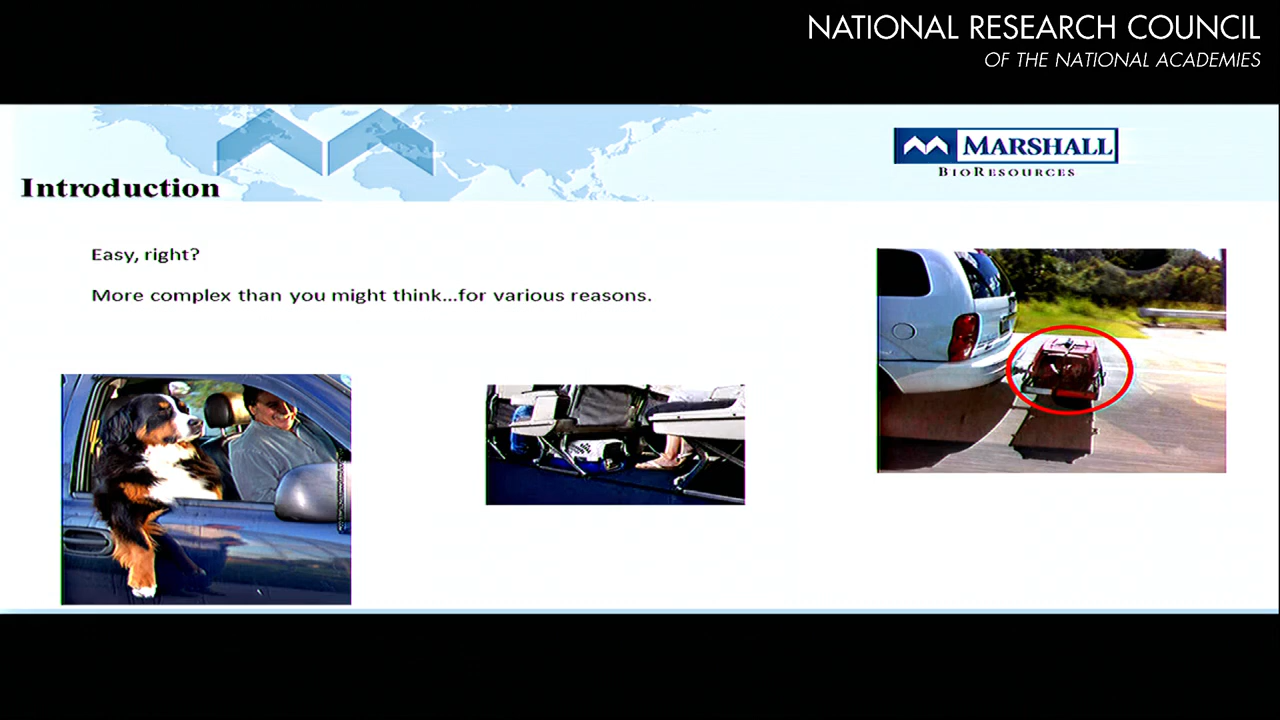 NATIONAL RESEARCH COUNCIL
OF THE NATIONAL ACADEMIES
MARSHALL
BIORESOURCES
Introduction
Easy, right?
More complex than you might think...for various reasons.